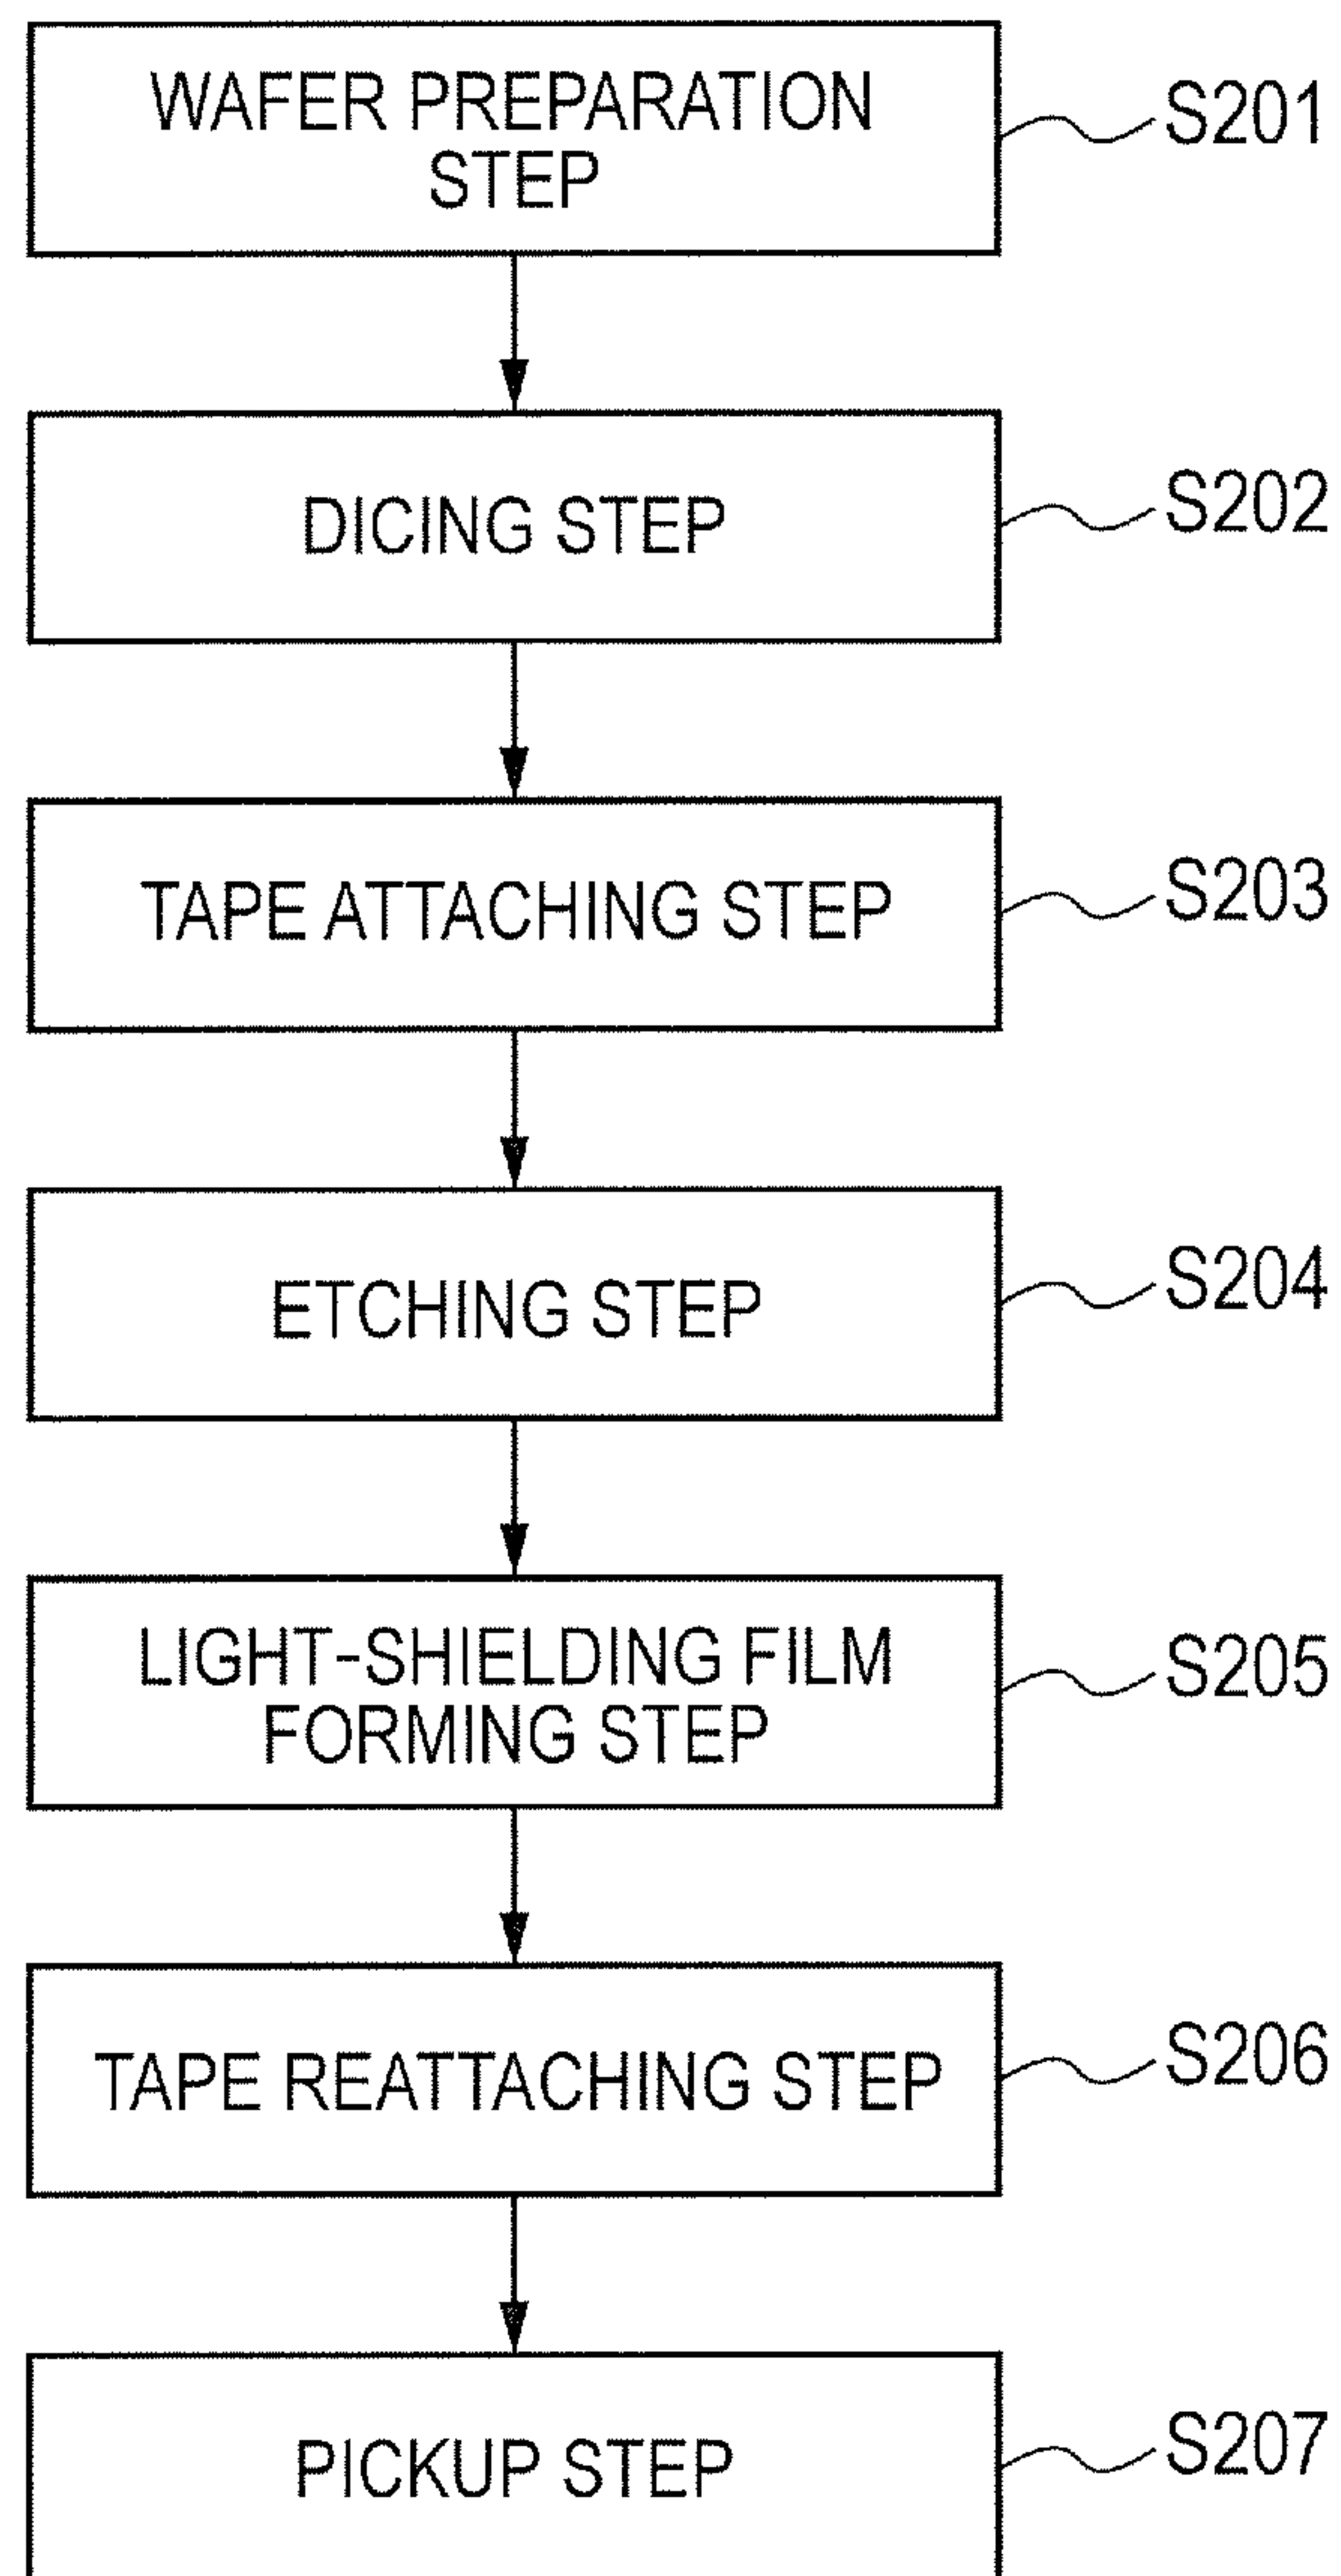 WAFER PREPARATION
STEP
S201
DICING STEP
S202
TAPE ATTACHING STEP
S203
ETCHING STEP
S204
LIGHT-SHIELDING FILM
FORMING STEP
S205
TAPE REATTACHING STEP
S206
PICKUP STEP
S207